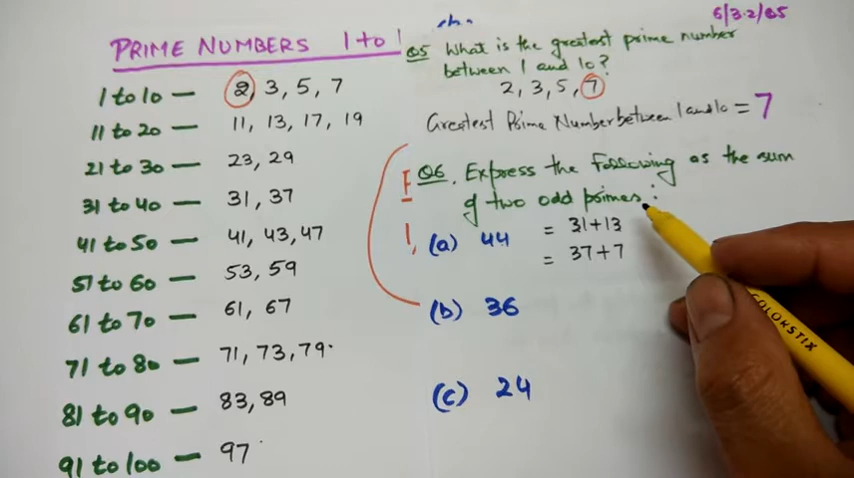 PRIME NUMBERS 1 to 1
1 to 10 — 2, 3, 5, 7
11 to 20 — 11, 13, 17, 19
21 to 30 — 23, 29
31 to 40 — 31, 37
41 to 50 — 41, 43, 47
51 to 60 — 53, 59
61 to 70 — 61, 67
71 to 80 — 71, 73, 79.
81 to 90 — 83, 89
91 to 100 — 97
6/3.2/Q5
Q5 What is the greatest prime number
between 1 and 10?
2, 3, 5, 7
Greatest Prime Number between 1 and 10 = 7
Q6. Express the following as the sum
of two odd primes:
(a) 44 = 31+13
= 37+7
(b) 36
(c) 24
COLORSTIX